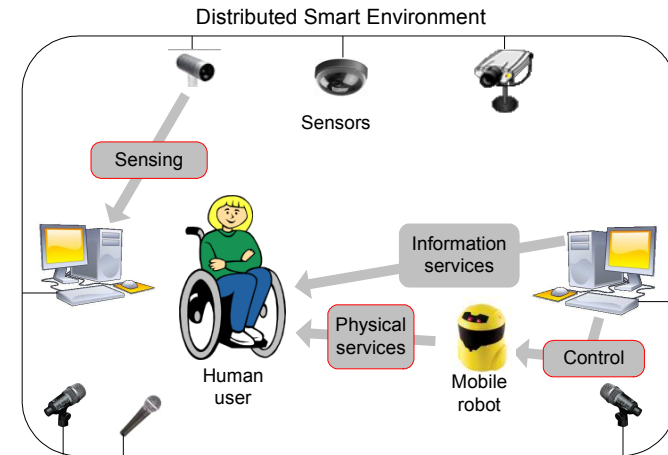 Distributed Smart Environment
Sensors
Sensing
Information
services
Physical
services
Control
Human
user
Mobile
robot